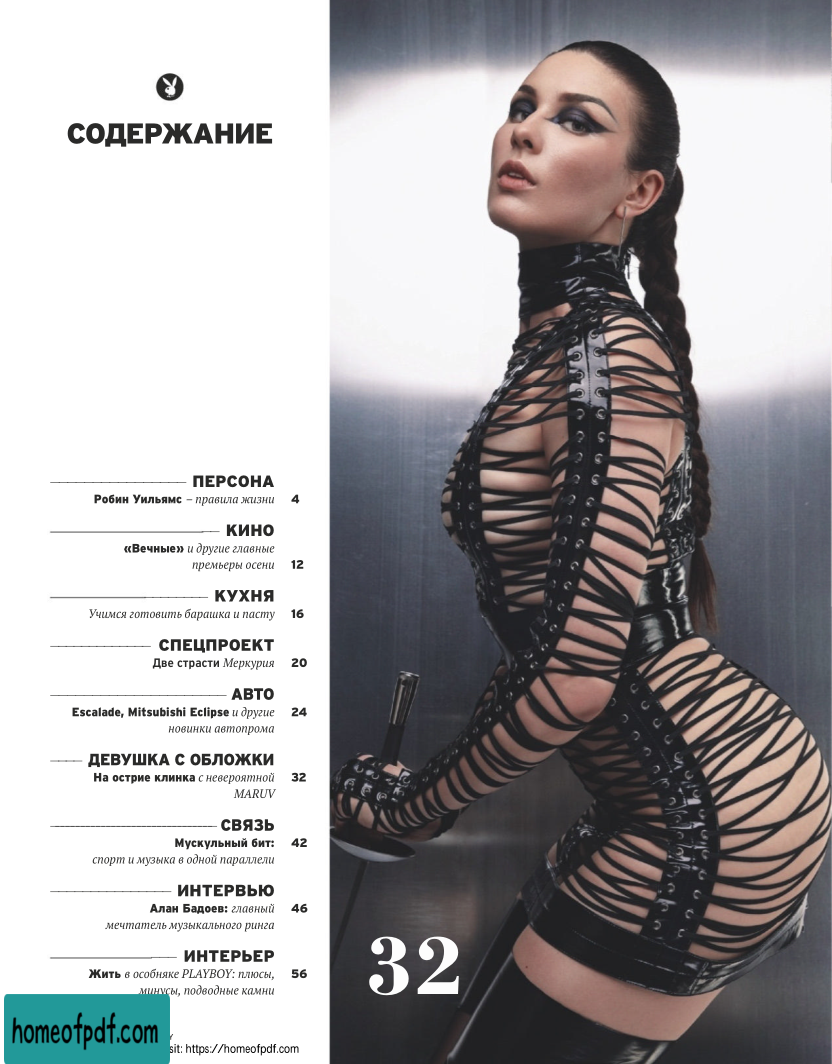 СОДЕРЖАНИЕ
ПЕРСОНА
Робин Уильямс – правила жизни 4
КИНО
«Вечные» и другие главные
премьеры осени 12
КУХНЯ
Учимся готовить барашка и пасту 16
СПЕЦПРОЕКТ
Две страсти Меркурия 20
АВТО
Escalade, Mitsubishi Eclipse и другие 24
новинки автопрома
ДЕВУШКА С ОБЛОЖКИ
На острие клинка с невероятной 32
MARUV
СВЯЗЬ
Мускульный бит: 42
спорт и музыка в одной параллели
ИНТЕРВЬЮ
Алан Бадоев: главный 46
мечтатель музыкального ринга
ИНТЕРЬЕР
Жить в особняке PLAYBOY: плюсы, 56
минусы, подводные камни
32
homeofpdf.com
sit: https://homeofpdf.com